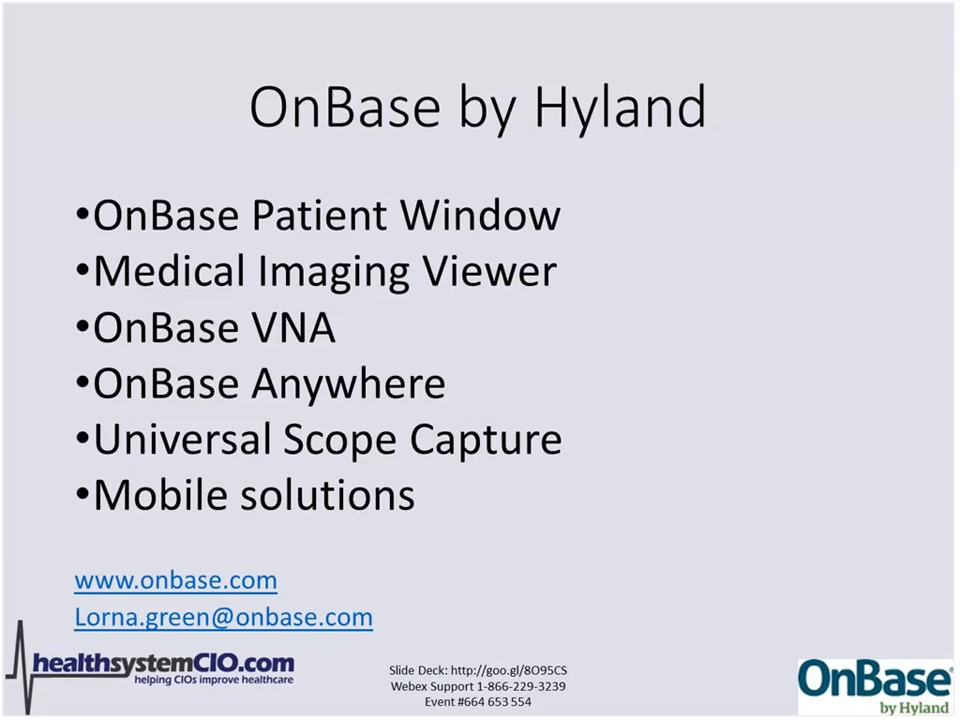 OnBase by Hyland
•OnBase Patient Window
•Medical Imaging Viewer
•OnBase VNA
•OnBase Anywhere
•Universal Scope Capture
•Mobile solutions
www.onbase.com
Lorna.green@onbase.com
healthsystemCIO.com
helping CIOs improve healthcare
Slide Deck: http://goo.gl/8O95CS
Webex Support 1-866-229-3239
Event #664 653 554
OnBase®
by Hyland